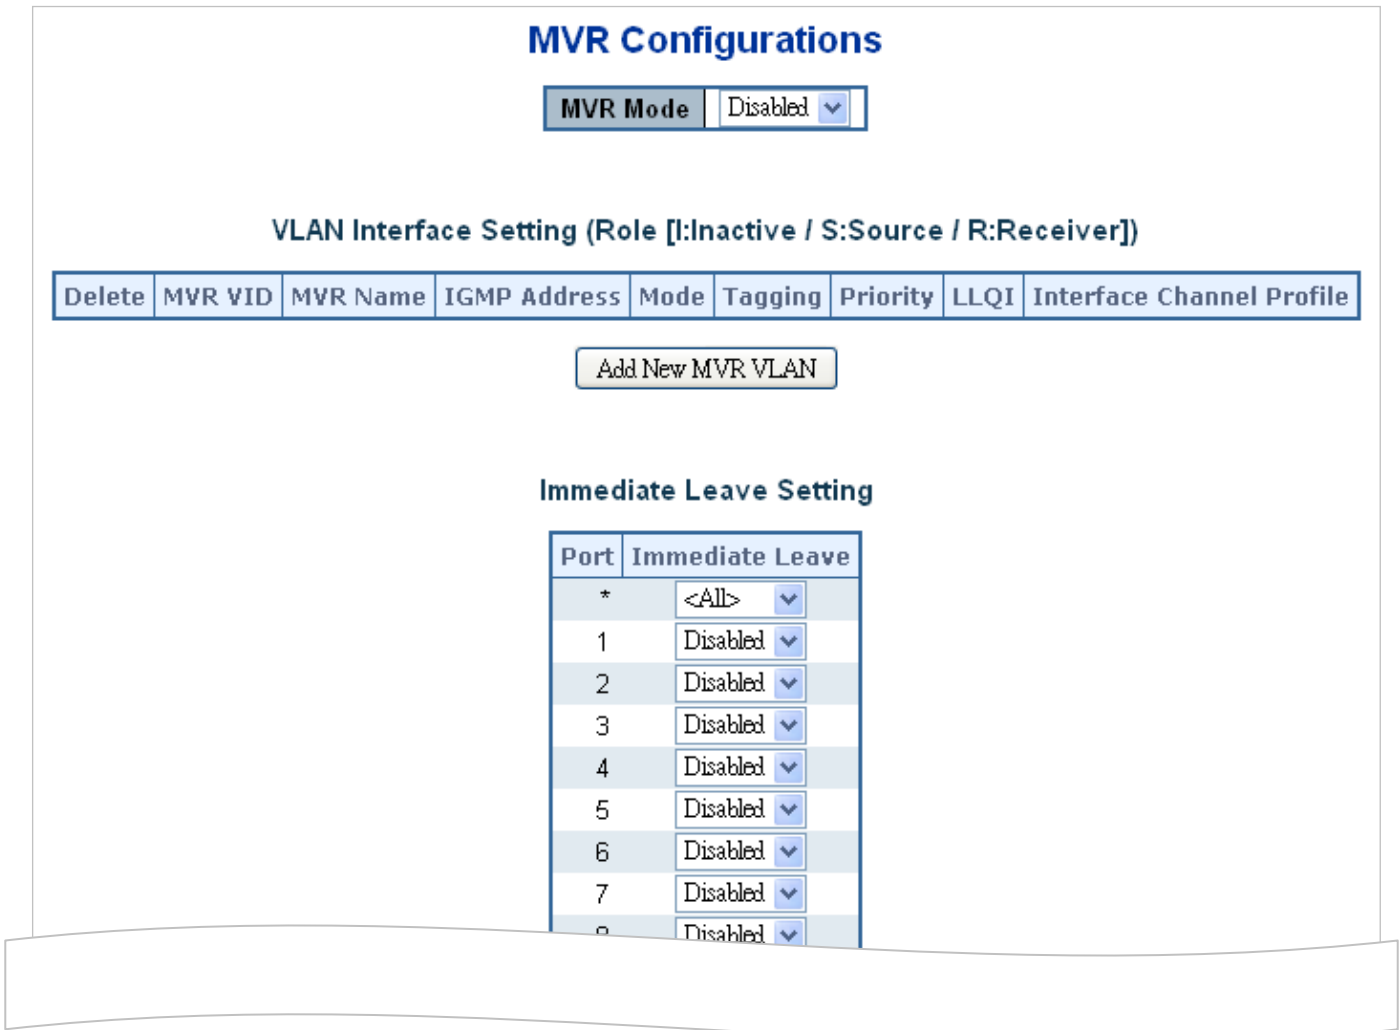 MVR Configurations
MVR Mode Disabled
VLAN Interface Setting (Role [I:Inactive / S:Source / R:Receiver])
Delete MVR VID MVR Name IGMP Address Mode Tagging Priority LLQI Interface Channel Profile
Add New MVR VLAN
Immediate Leave Setting
Port Immediate Leave
* <All>
1 Disabled
2 Disabled
3 Disabled
4 Disabled
5 Disabled
6 Disabled
7 Disabled
Disabled